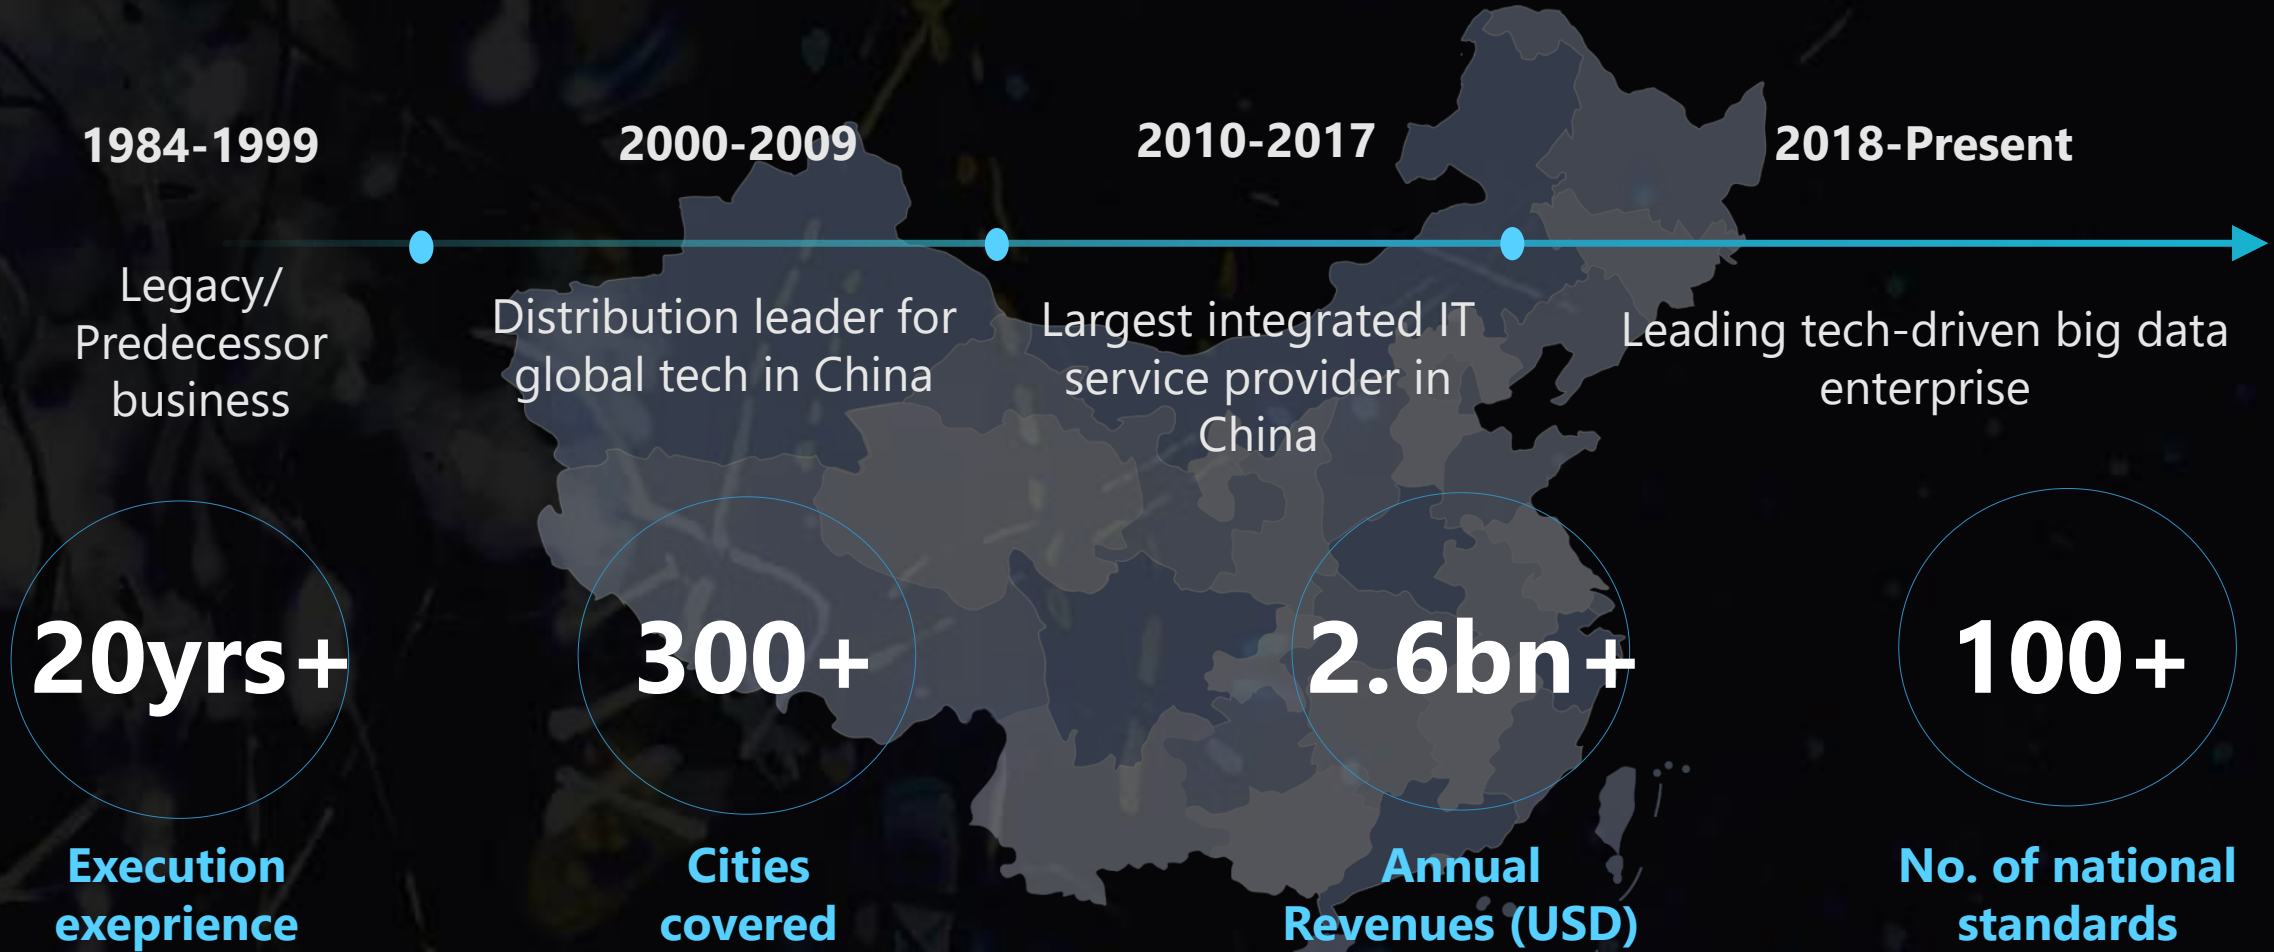 1984-1999
2000-2009
2010-2017
2018-Present
Legacy/
Predecessor
business
Distribution leader for
global tech in China
Largest integrated IT
service provider in
China
Leading tech-driven big data
enterprise
20yrs+
300+
2.6bn+
100+
Execution
exeprience
Cities
covered
Annual
Revenues (USD)
No. of national
standards